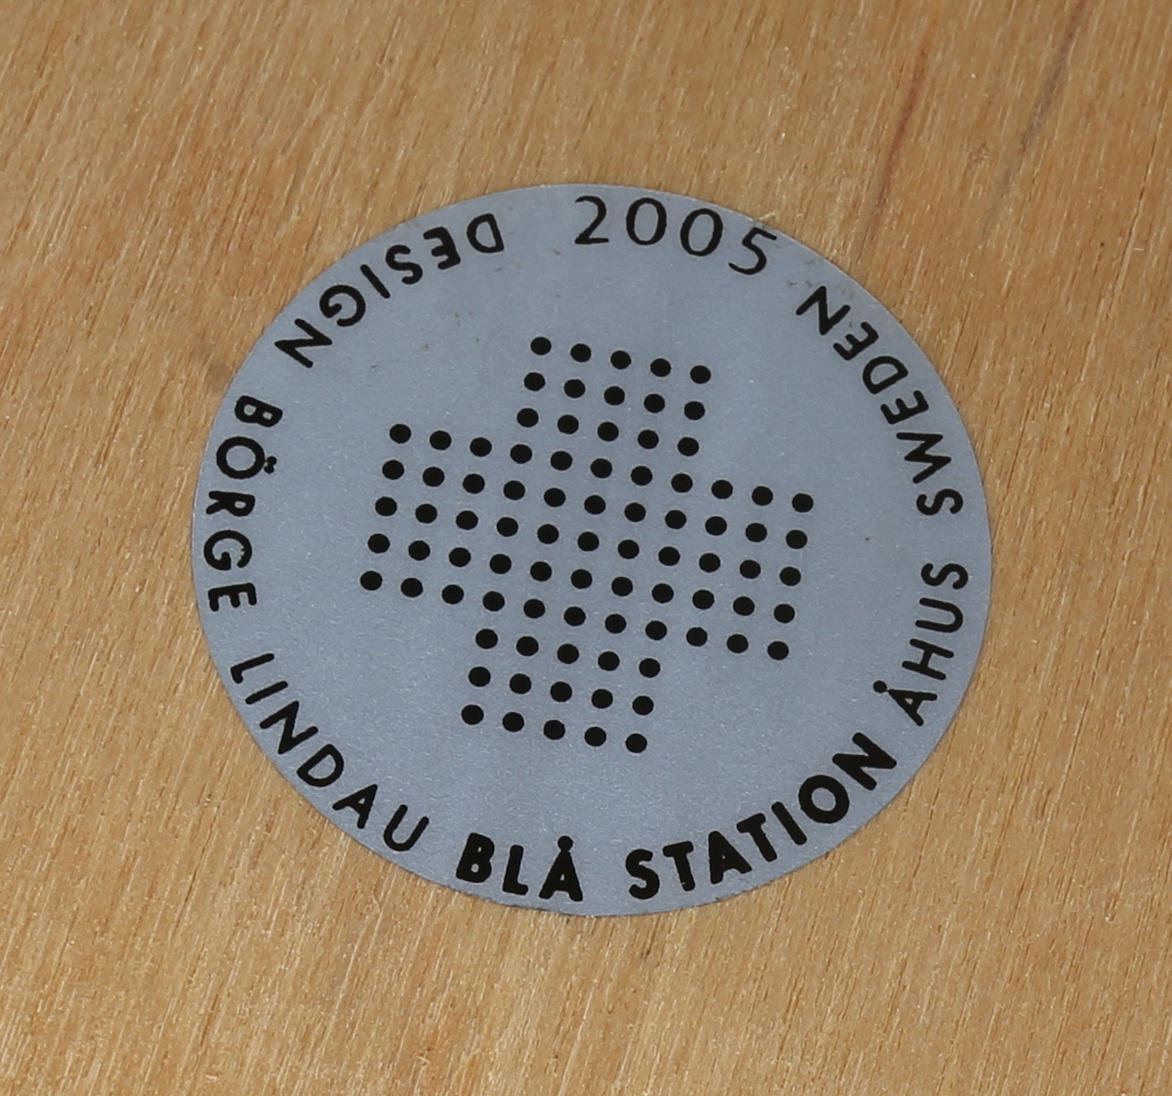 DESIGN BÖRGE LINDAU BLÅ STATION ÅHUS SWEDEN
2005